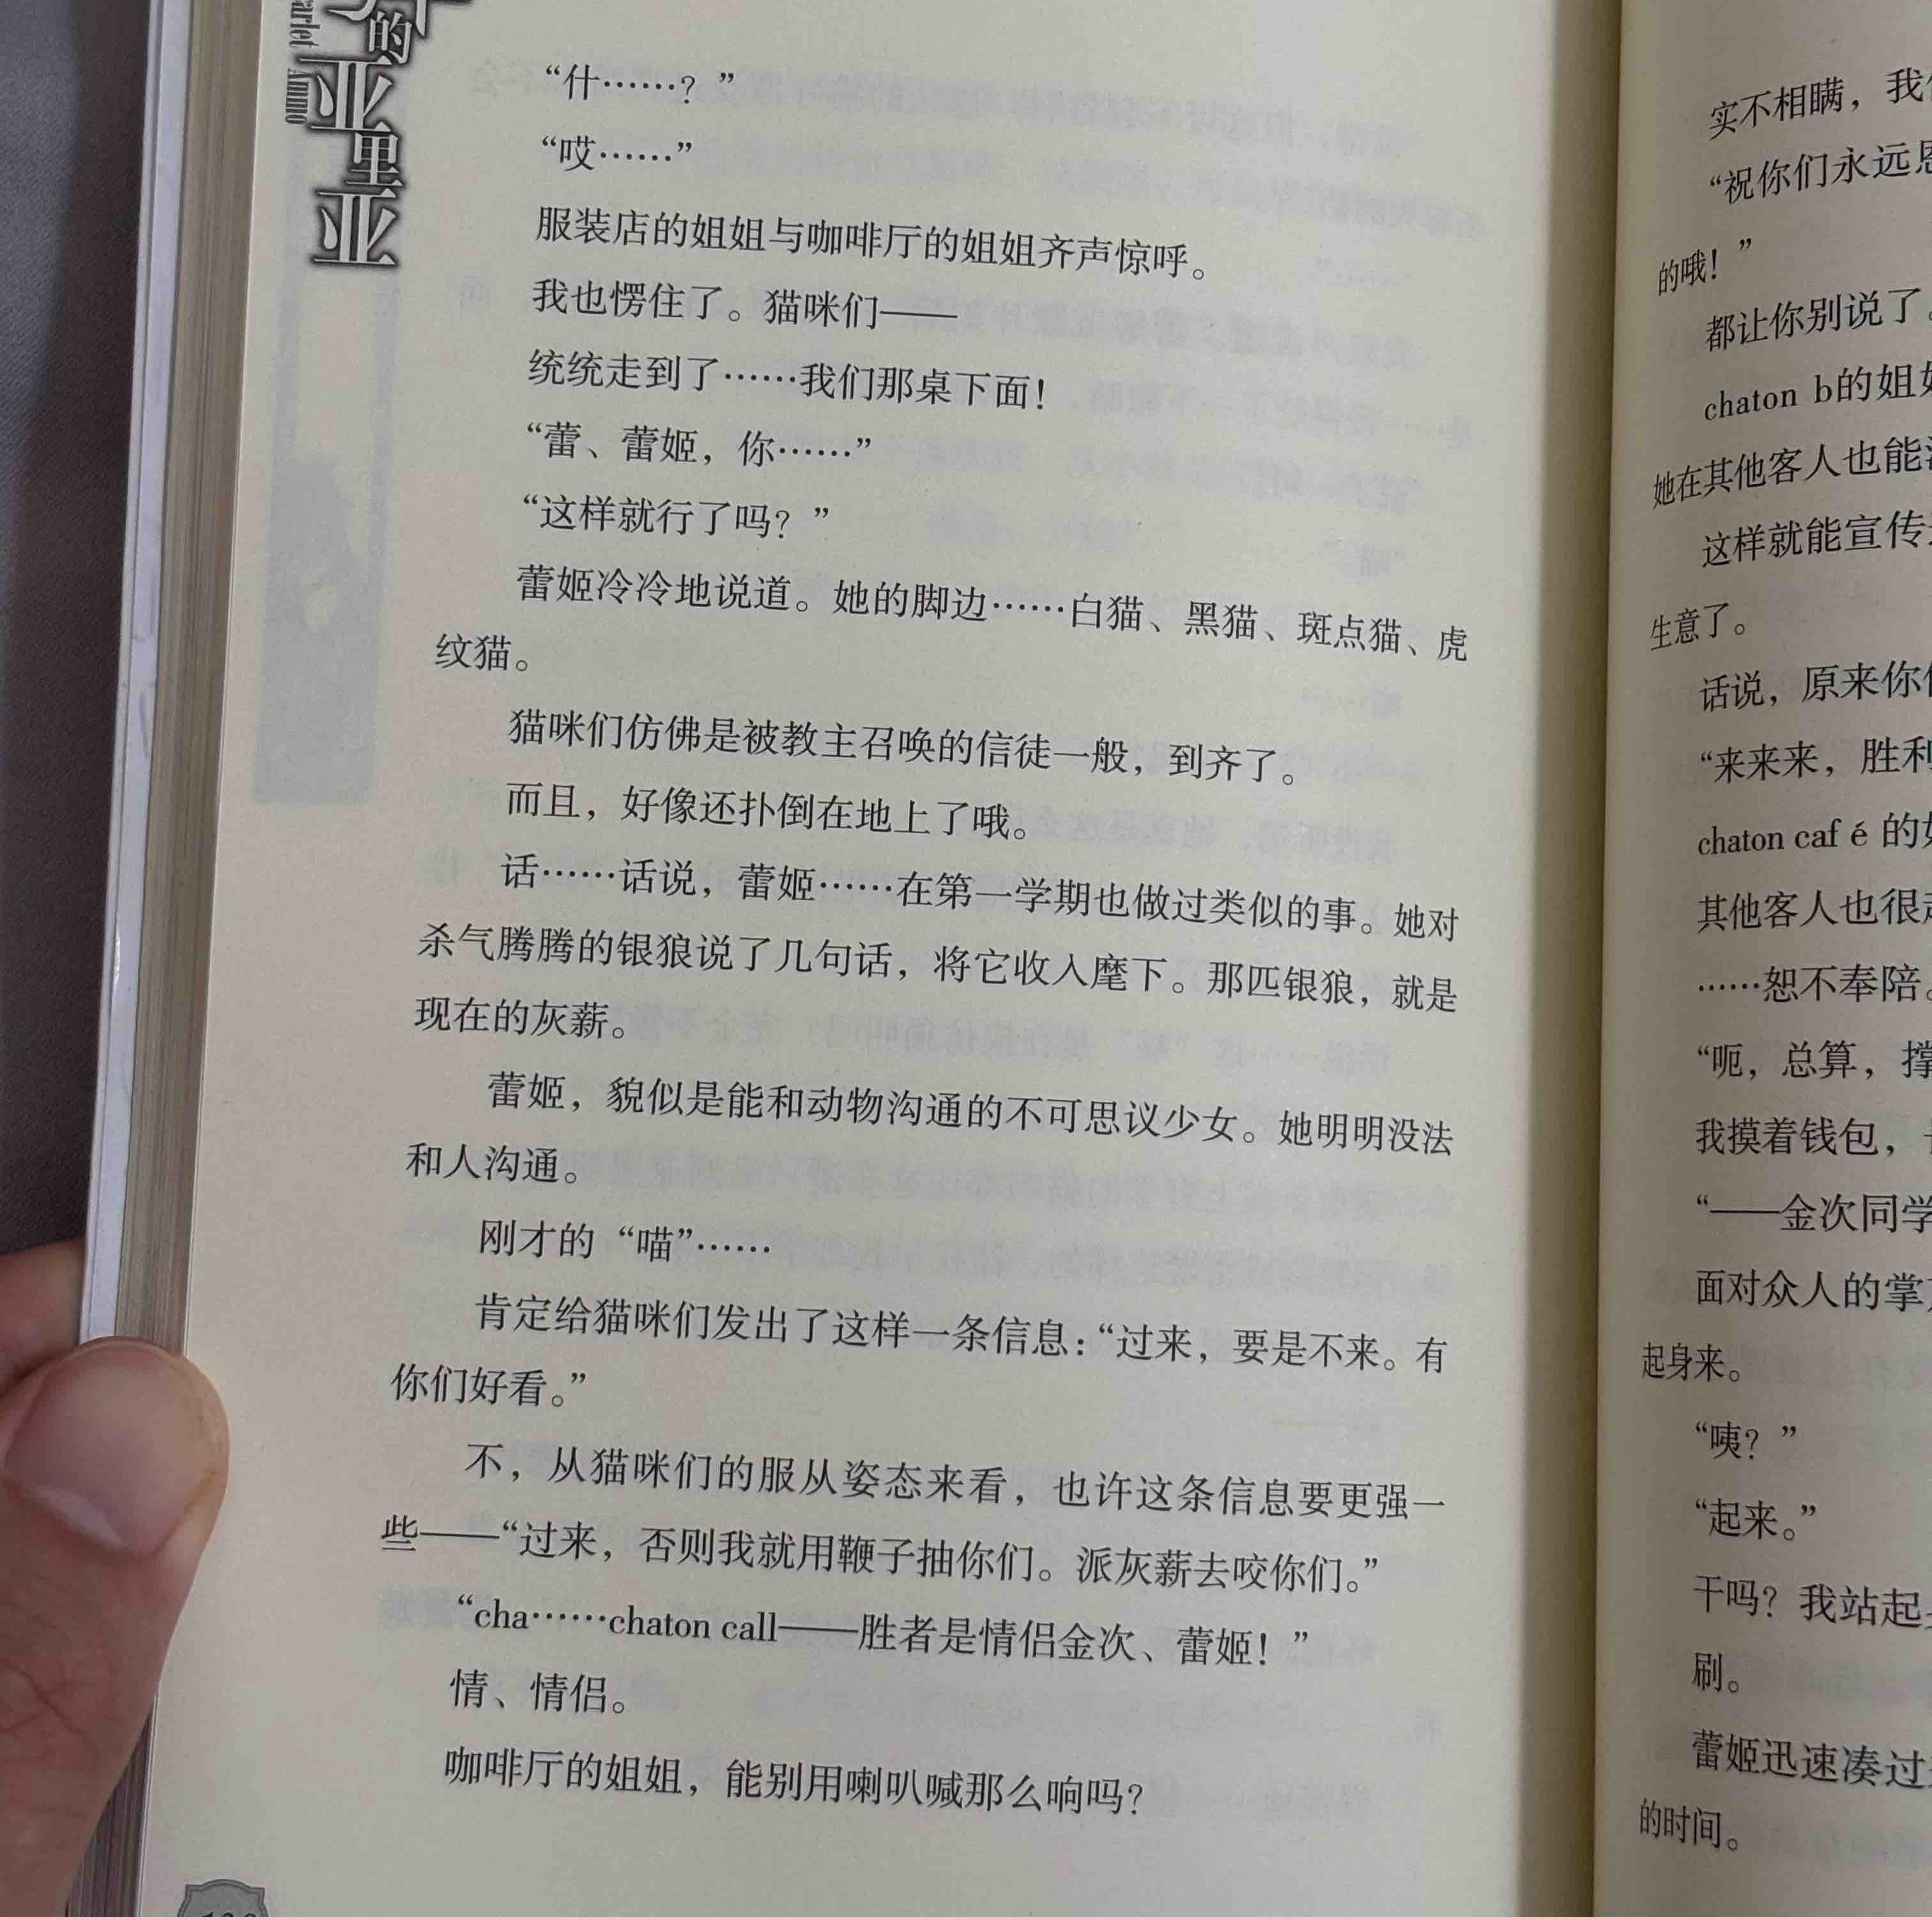 的
亚
里
亚
Ammo
“什……？”
“哎……”
服装店的姐姐与咖啡厅的姐姐齐声惊呼。
我也愣住了。猫咪们——
统统走到了……我们那桌下面！
“蕾、蕾姬，你……”
“这样就行了吗？”
蕾姬冷冷地说道。她的脚边……白猫、黑猫、斑点猫、虎
纹猫。
猫咪们仿佛是被教主召唤的信徒一般，到齐了。
而且，好像还扑倒在地上了哦。
话……话说，蕾姬……在第一学期也做过类似的事。她对
杀气腾腾的银狼说了几句话，将它收入麾下。那匹银狼，就是
现在的灰薪。
蕾姬，貌似是能和动物沟通的不可思议少女。她明明没法
和人沟通。
刚才的“喵”……
肯定给猫咪们发出了这样一条信息：“过来，要是不来。有
你们好看。”
不，从猫咪们的服从姿态来看，也许这条信息要更强一
些——“过来，否则我就用鞭子抽你们。派灰薪去咬你们。”
“cha……chaton call——胜者是情侣金次、蕾姬！”
情、情侣。
咖啡厅的姐姐，能别用喇叭喊那么响吗？
实不相瞒，我
“祝你们永远
的哦！”
都让你别说了。
chaton b的姐
她在其他客人也能
这样就能宣传
生意了。
话说，原来你
“来来来，胜利
chaton caf é 的
其他客人也很
……恕不奉陪。
“呃，总算，撑
我摸着钱包，
“——金次同学
面对众人的掌
起身来。
“咦？”
“起来。”
干吗？我站起
刷。
蕾姬迅速凑过
的时间。